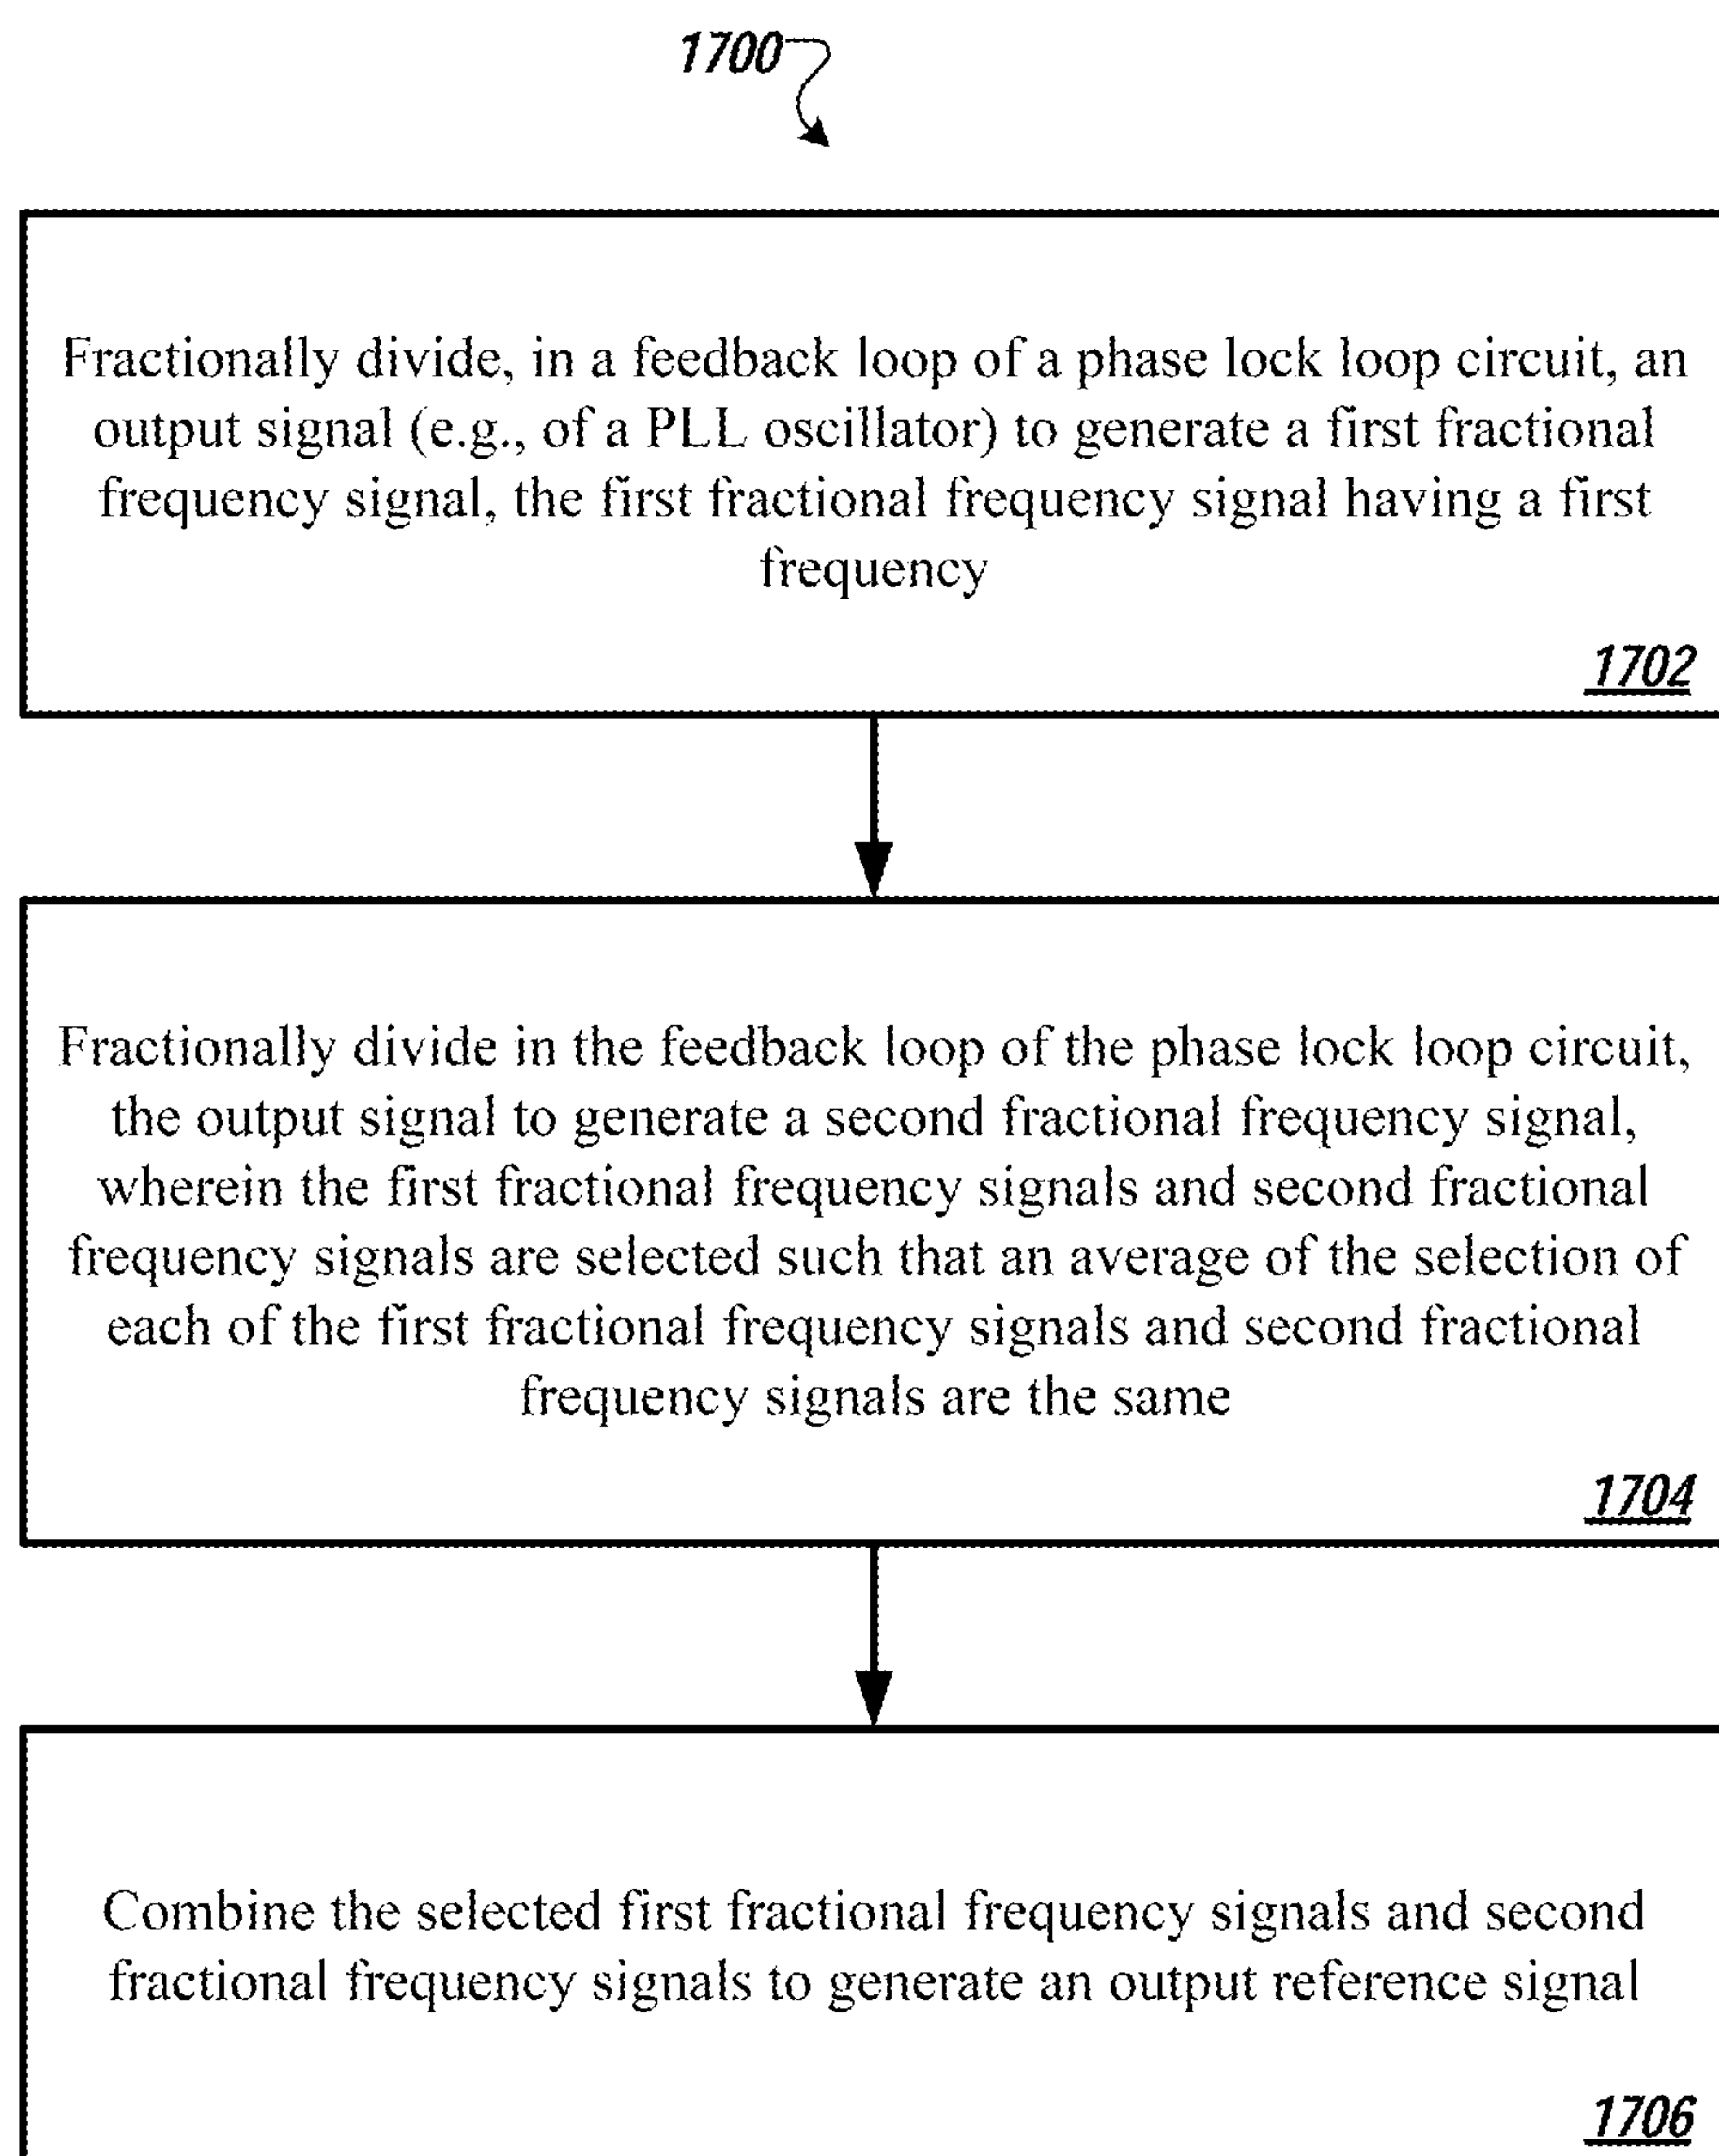 1700
Fractionally divide, in a feedback loop of a phase lock loop circuit, an
output signal (e.g., of a PLL oscillator) to generate a first fractional
frequency signal, the first fractional frequency signal having a first
frequency
1702
Fractionally divide in the feedback loop of the phase lock loop circuit,
the output signal to generate a second fractional frequency signal,
wherein the first fractional frequency signals and second fractional
frequency signals are selected such that an average of the selection of
each of the first fractional frequency signals and second fractional
frequency signals are the same
1704
Combine the selected first fractional frequency signals and second
fractional frequency signals to generate an output reference signal
1706